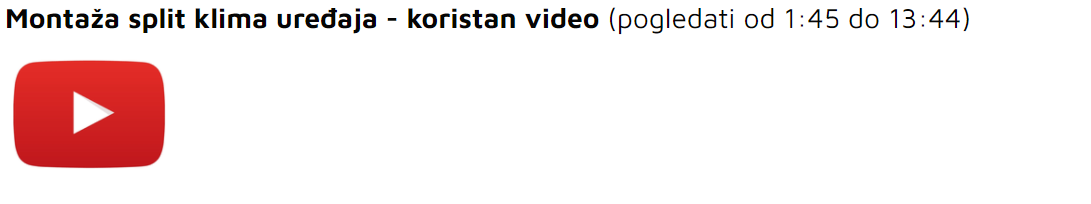 Montaža split klima uređaja - koristan video (pogledati od 1:45 do 13:44)